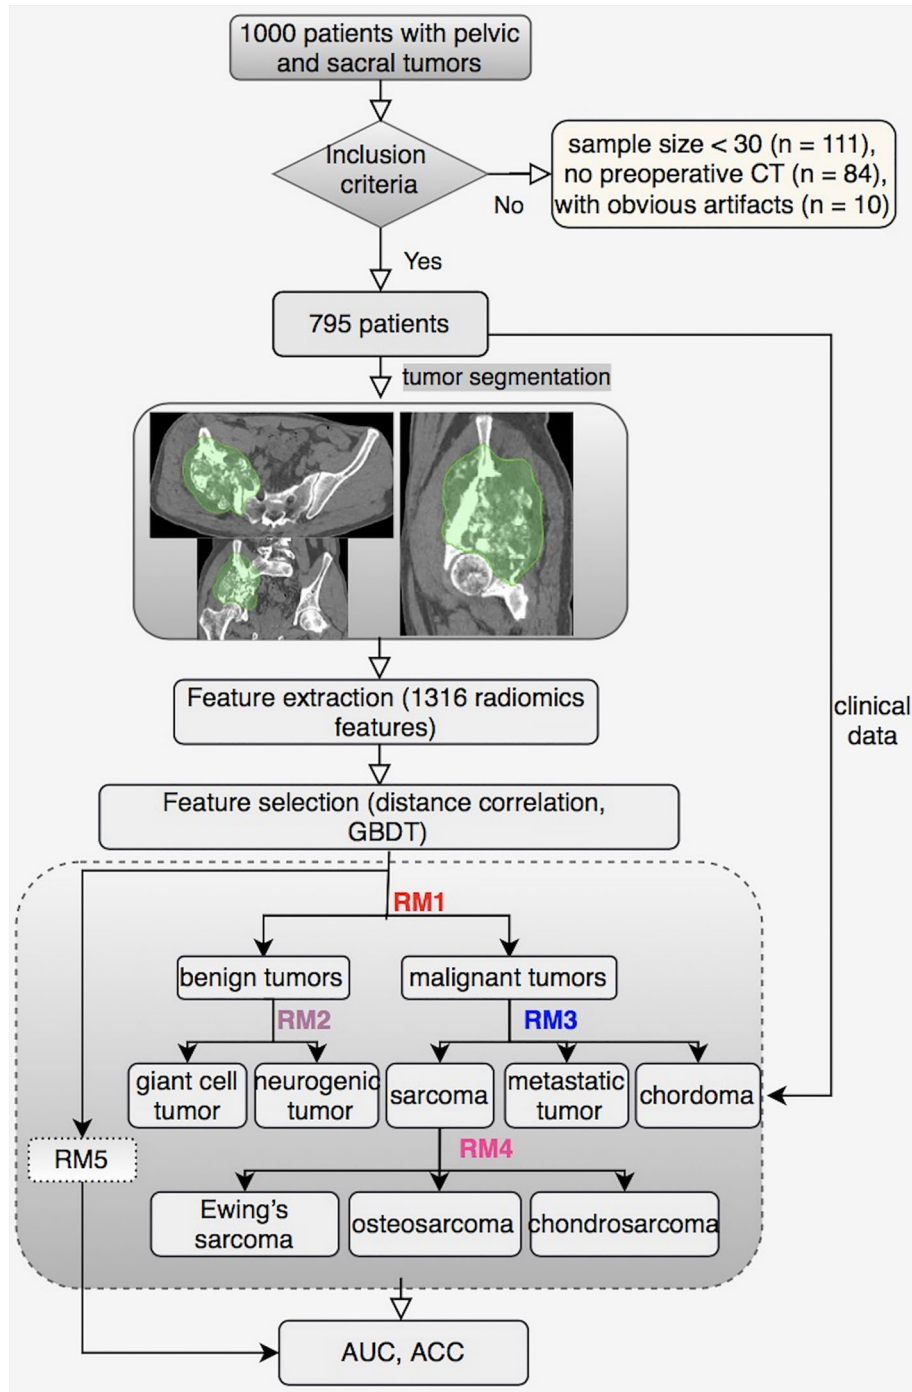 1000 patients with pelvic
and sacral tumors
Inclusion
criteria
sample size < 30 (n = 111),
no preoperative CT (n = 84),
with obvious artifacts (n = 10)
No
Yes
795 patients
tumor segmentation
Feature extraction (1316 radiomics
features)
clinical
data
Feature selection (distance correlation,
GBDT)
RM1
benign tumors
malignant tumors
RM2
RM3
giant cell
tumor
neurogenic
tumor
sarcoma
metastatic
tumor
chordoma
RM4
RM5
Ewing's
sarcoma
osteosarcoma
chondrosarcoma
AUC, ACC